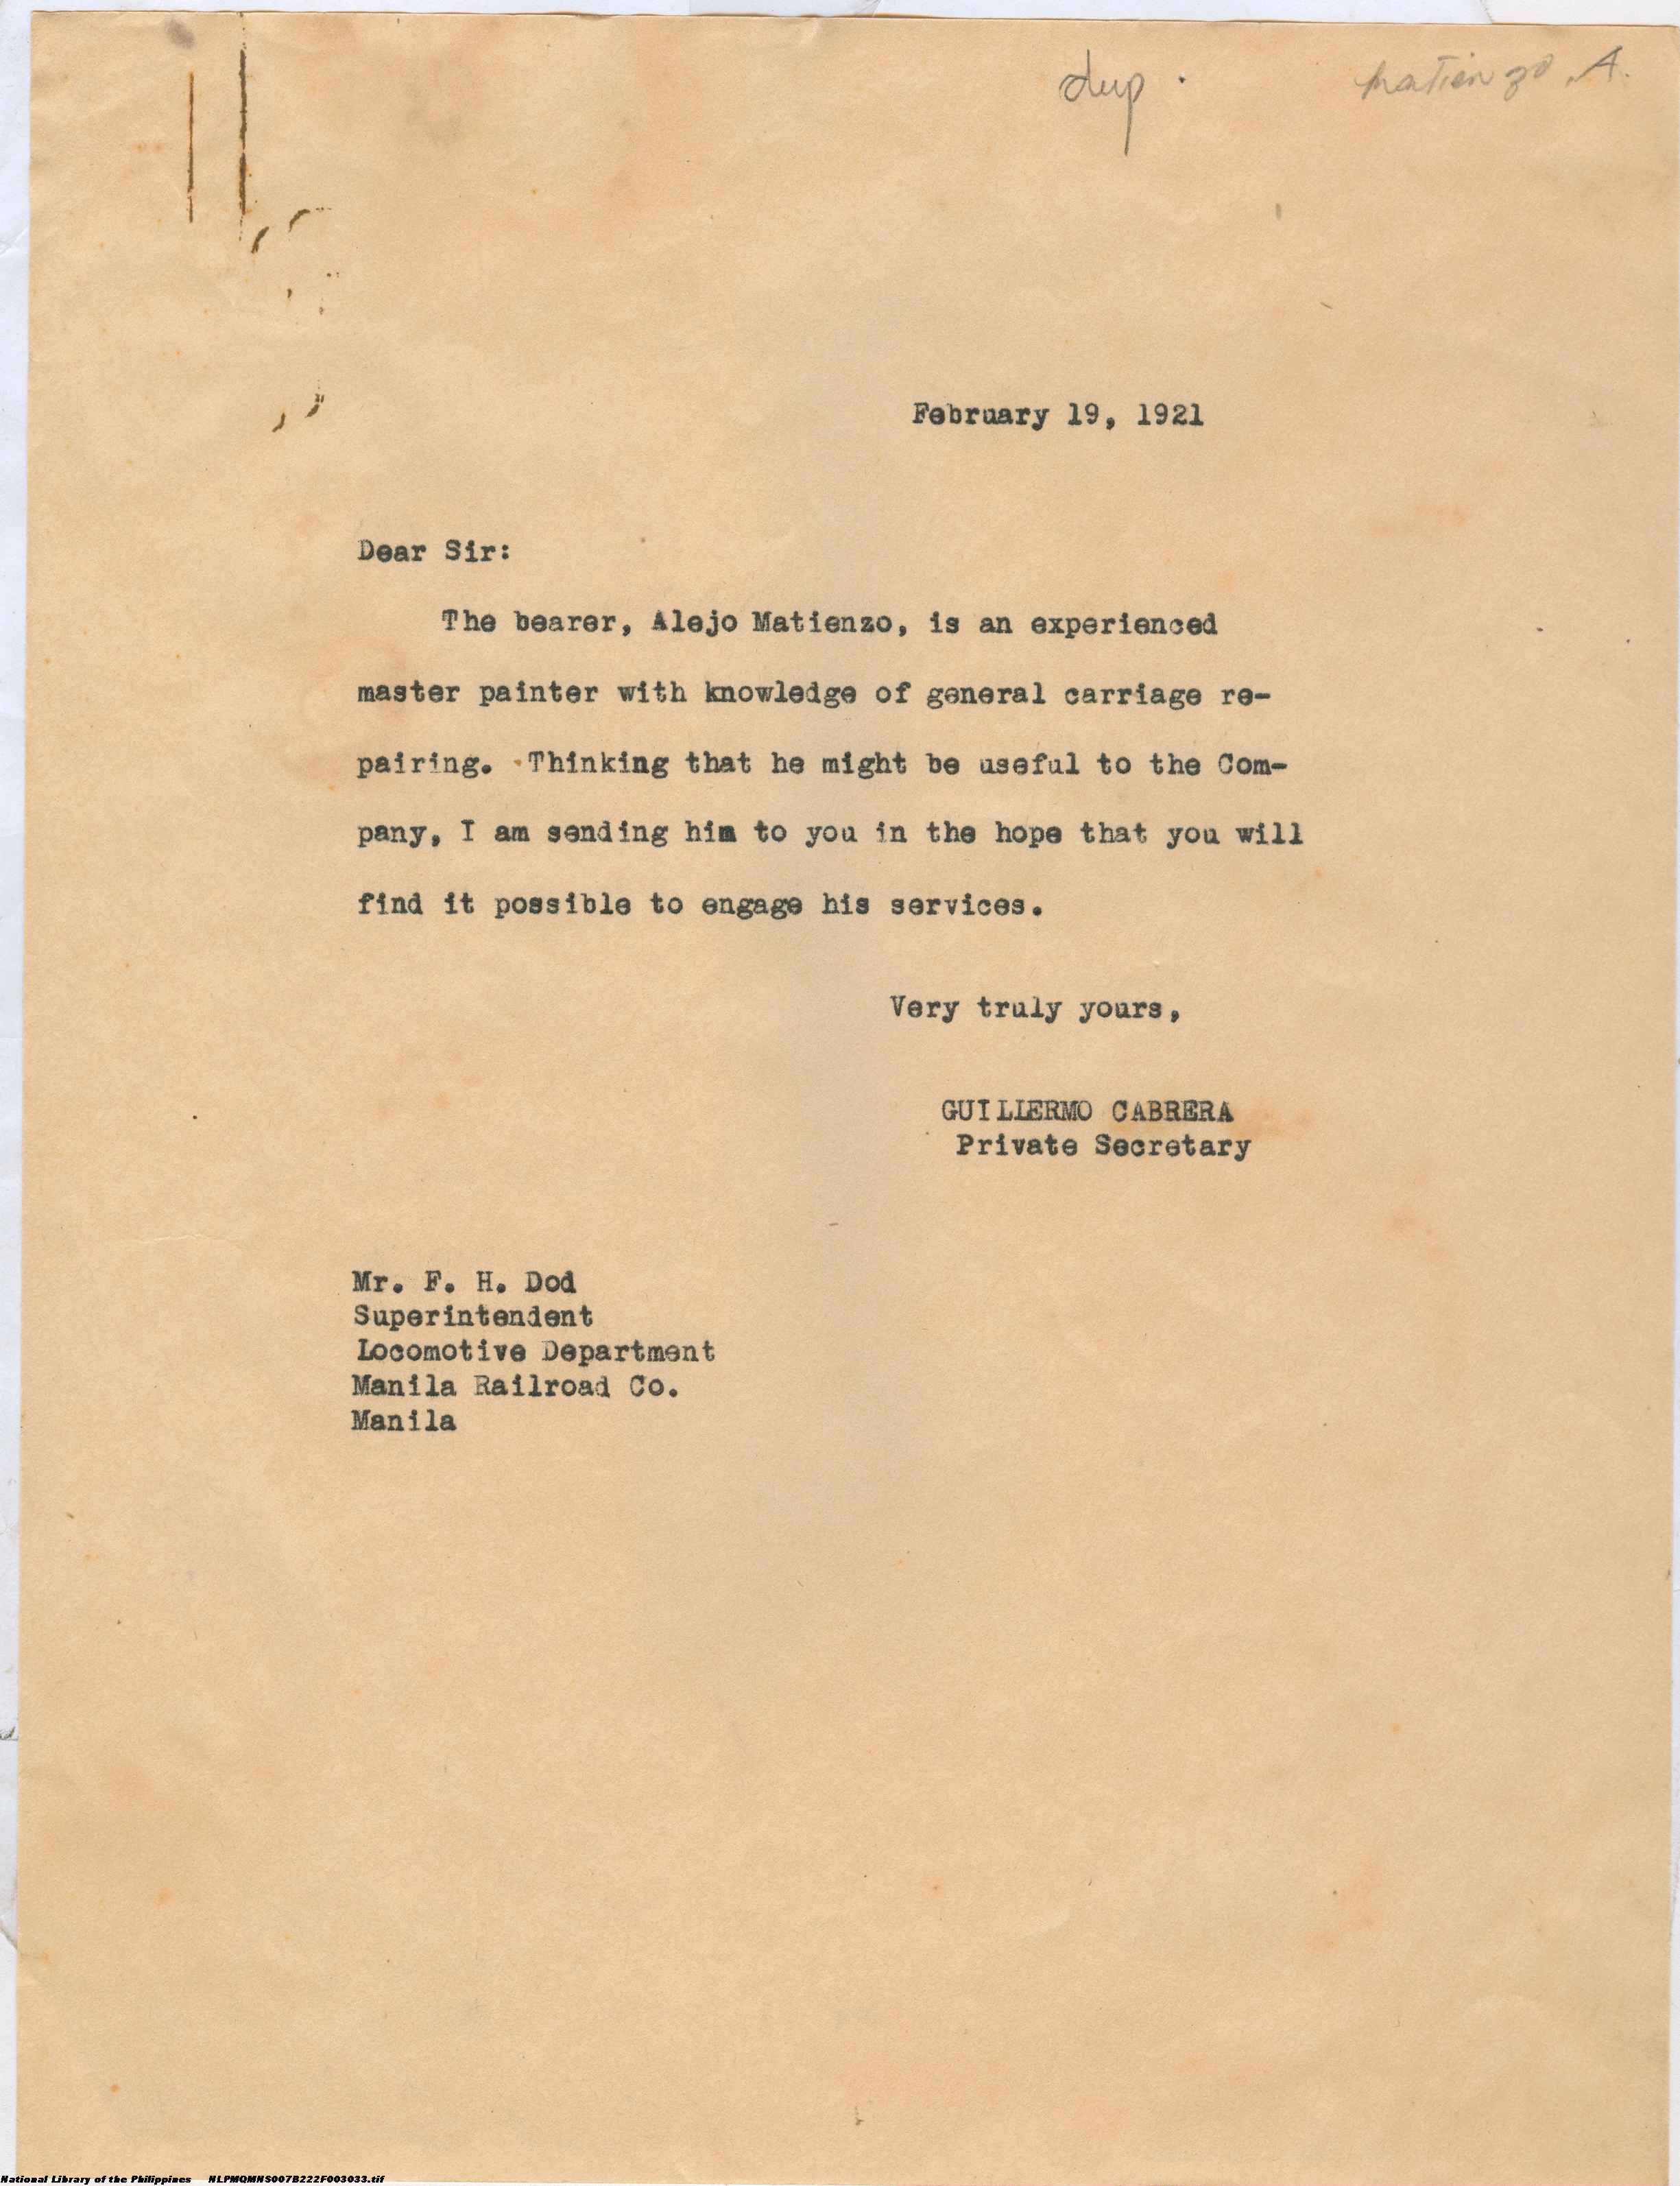 dup.
Matienzo, A.
February 19, 1921
Dear Sir:
The bearer, Alejo Matienzo, is an experienced
master painter with knowledge of general carriage re-
pairing. Thinking that he might be useful to the Com-
pany, I am sending him to you in the hope that you will
find it possible to engage his services.
Very truly yours,
GUILLERMO CABRERA
Private Secretary
Mr. F. H. Dod
Superintendent
Locomotive Department
Manila Railroad Co.
Manila
National Library of the Philippines NLPMQMNS007B222F003033.tif